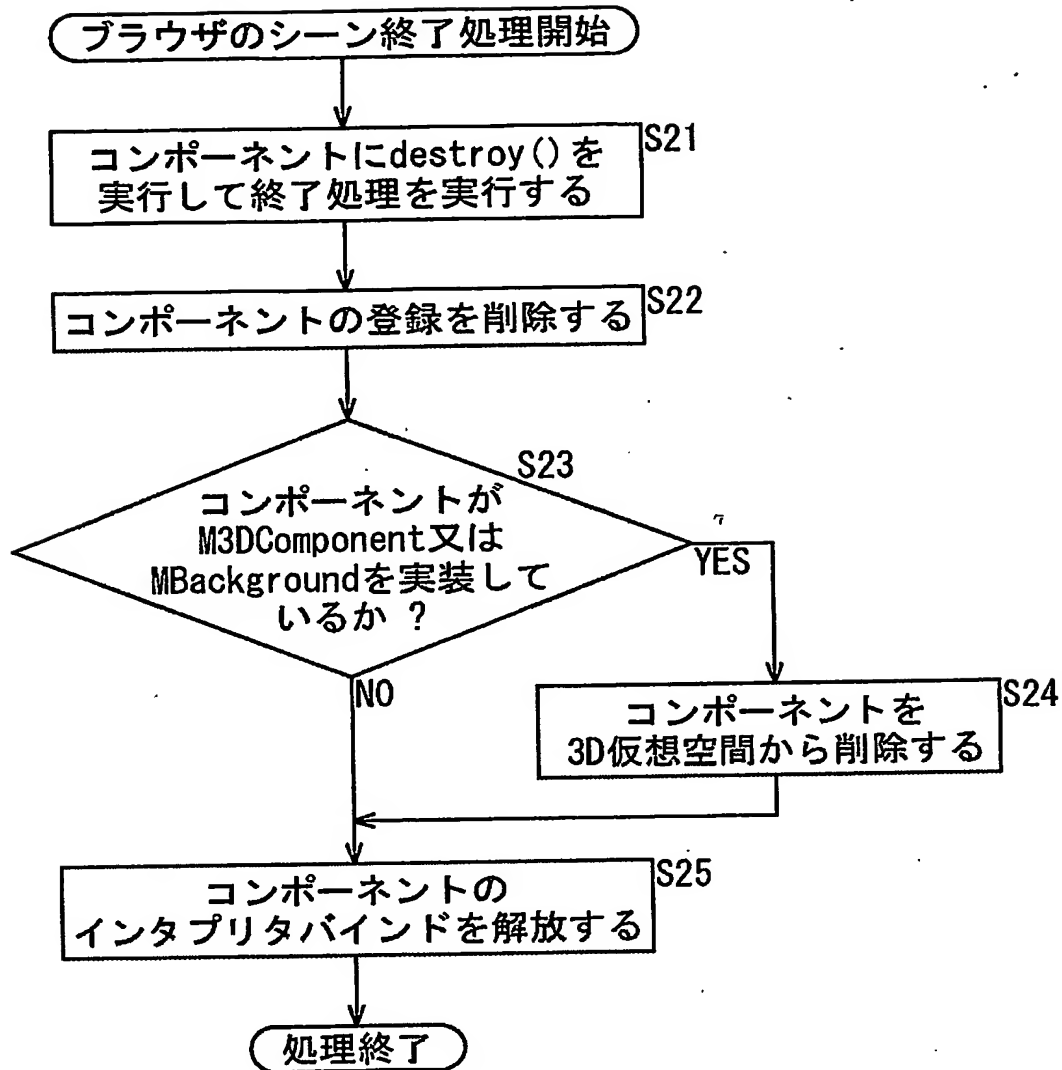 ブラウザのシーン終了処理開始
S21
コンポーネントにdestroy()を
実行して終了処理を実行する
S22
コンポーネントの登録を削除する
S23
コンポーネントが
M3DComponent又は
MBackgroundを実装して
いるか ?
YES
NO
S24
コンポーネントを
3D仮想空間から削除する
S25
コンポーネントの
インタプリタバインドを解放する
処理終了